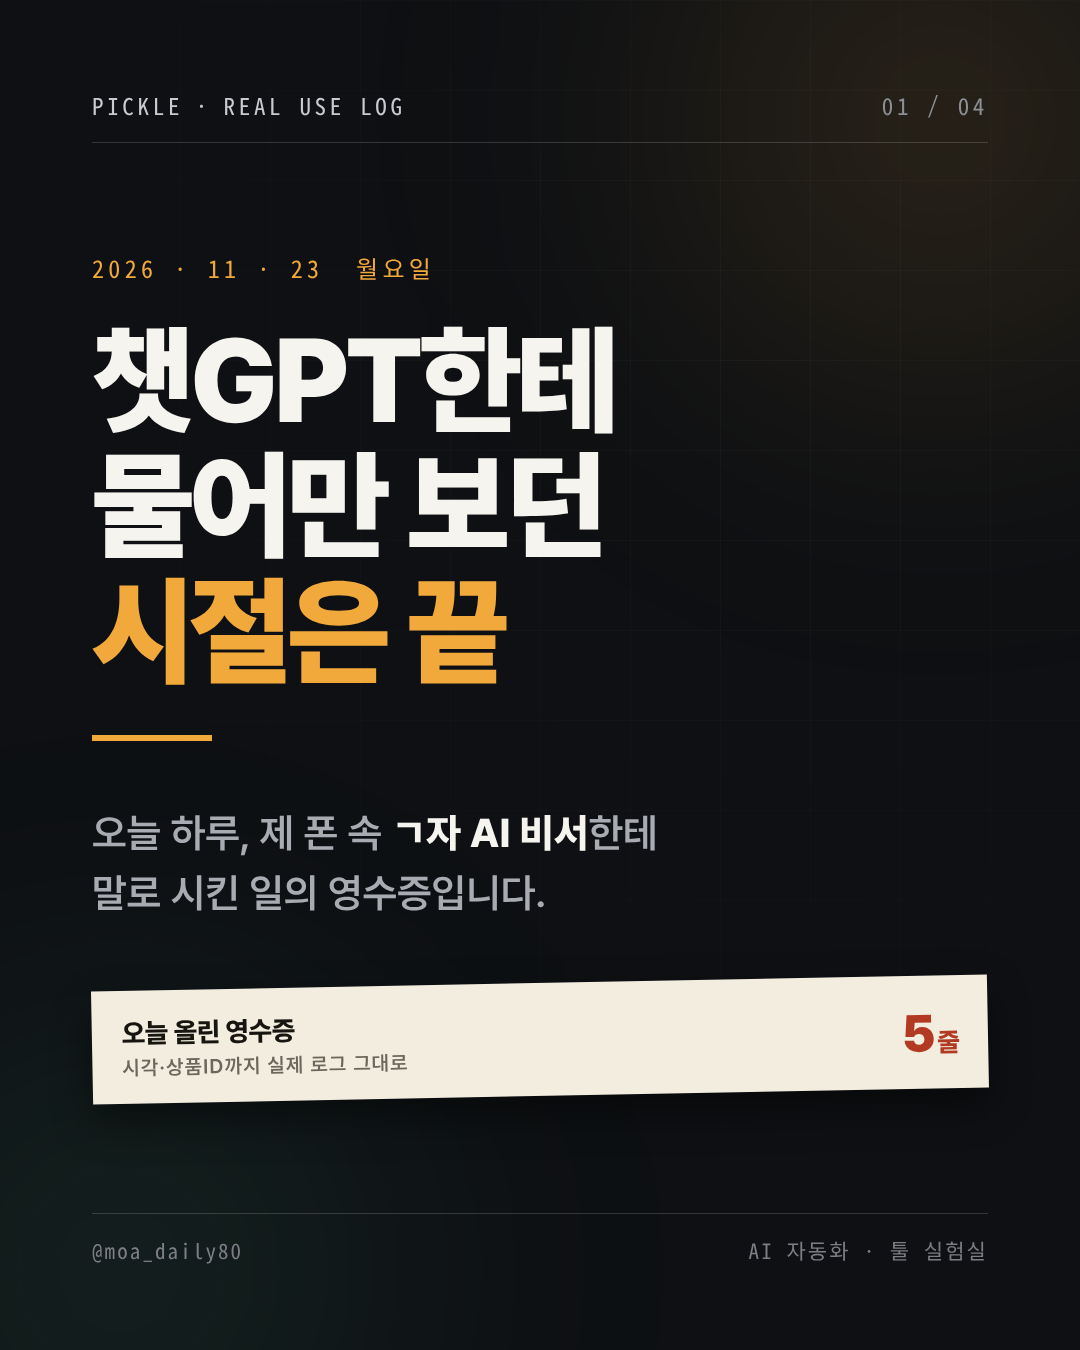 PICKLE · REAL USE LOG
01 / 04
2026 · 11 · 23 월요일
챗GPT한테
물어만 보던
시절은 끝
오늘 하루, 제 폰 속 ㄱ자 AI 비서한테
말로 시킨 일의 영수증입니다.
오늘 올린 영수증
시각·상품ID까지 실제 로그 그대로
5줄
@moa_daily80
AI 자동화 · 툴 실험실